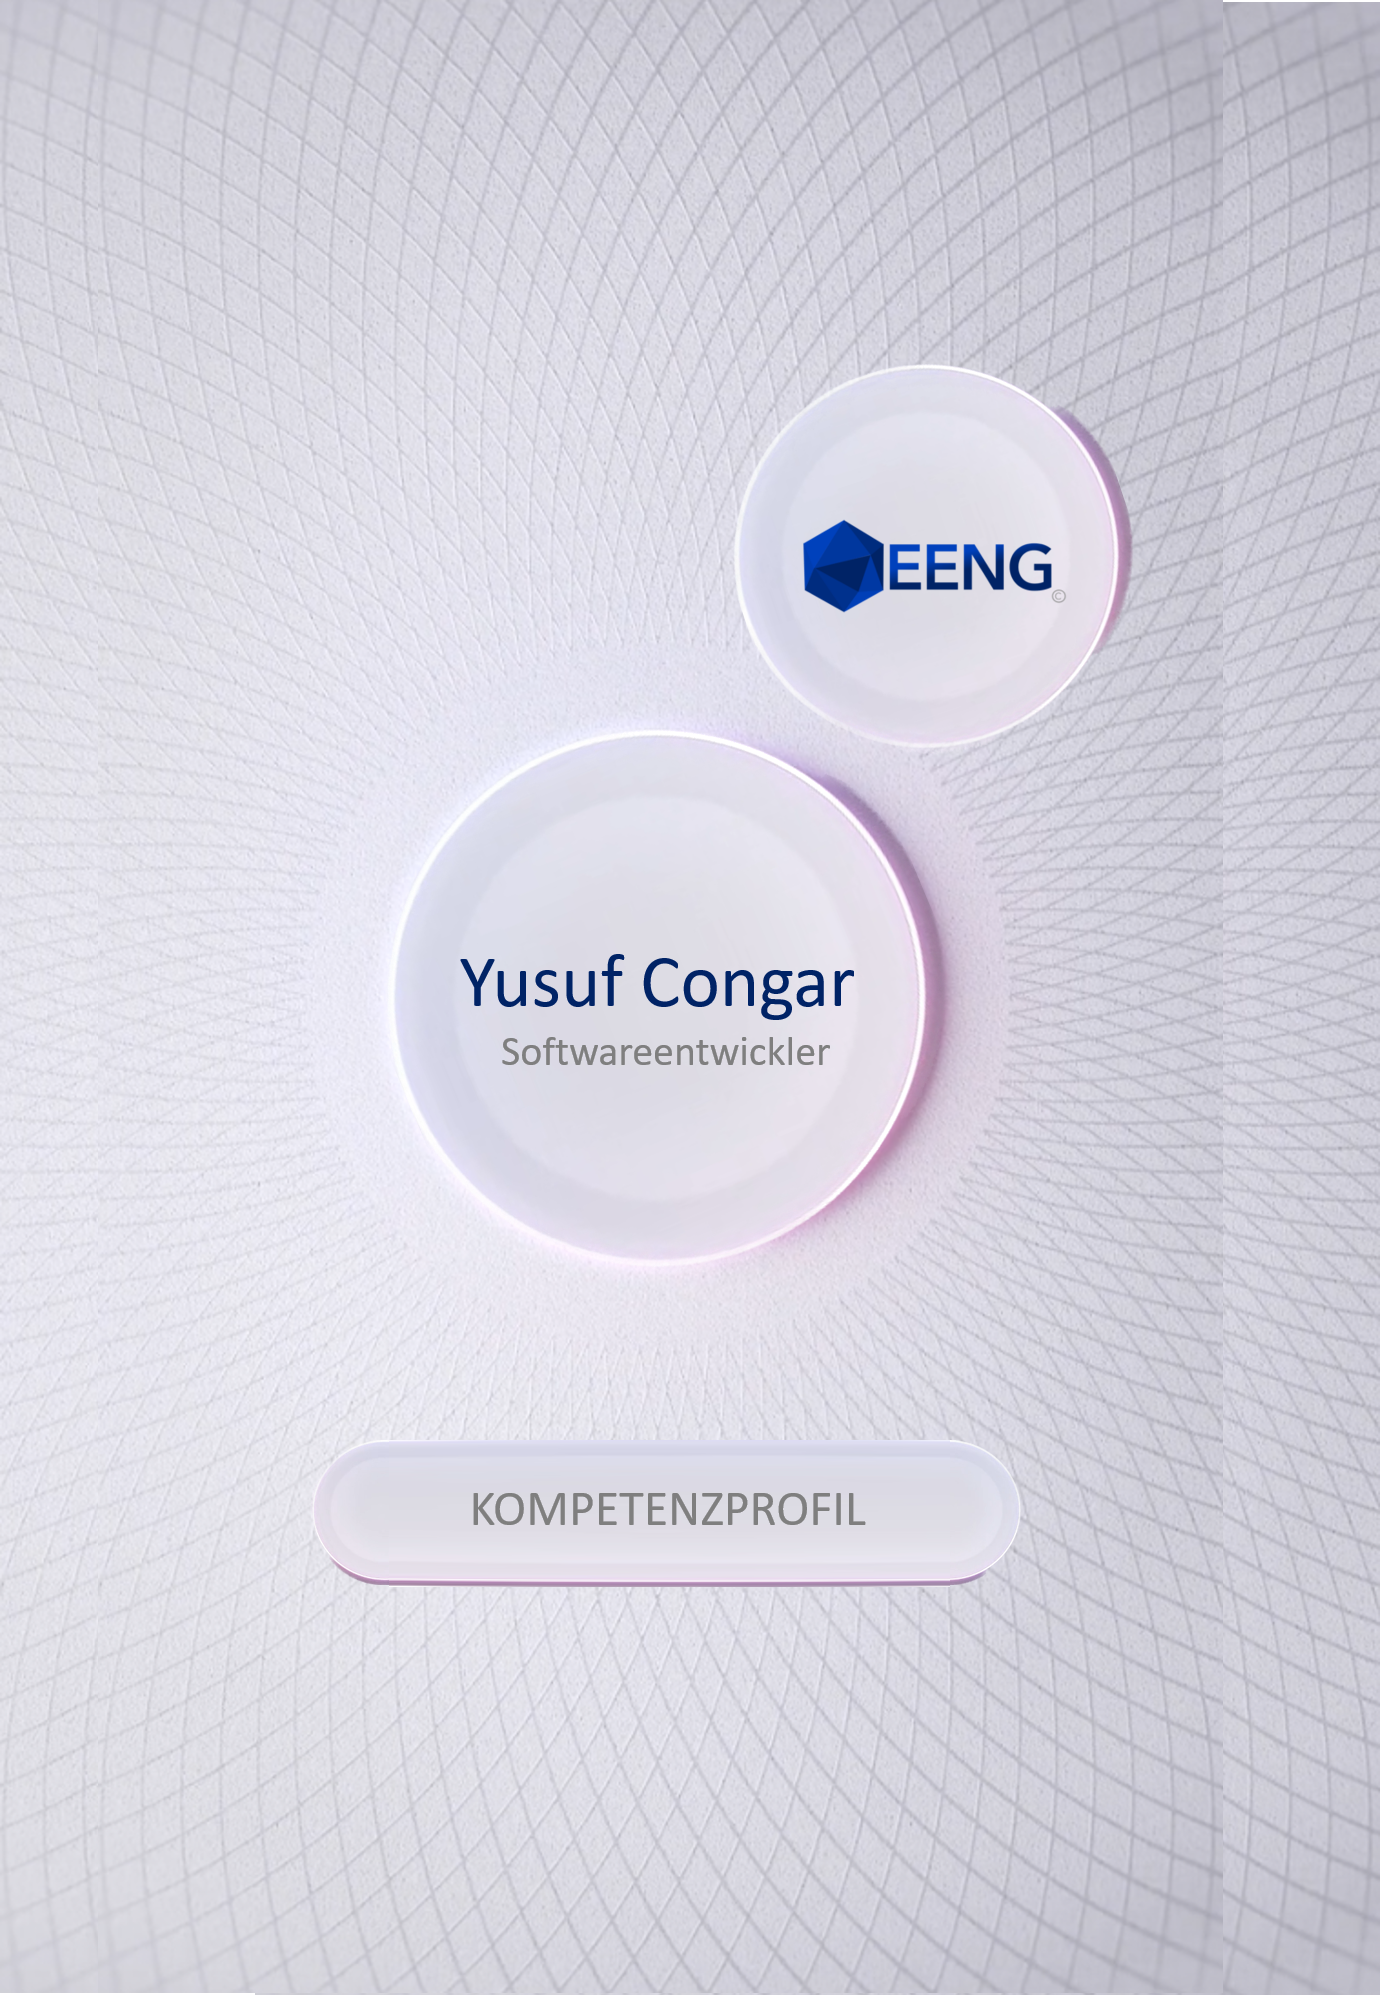 EENG
©
Yusuf Congar
Softwareentwickler
KOMPETENZPROFIL